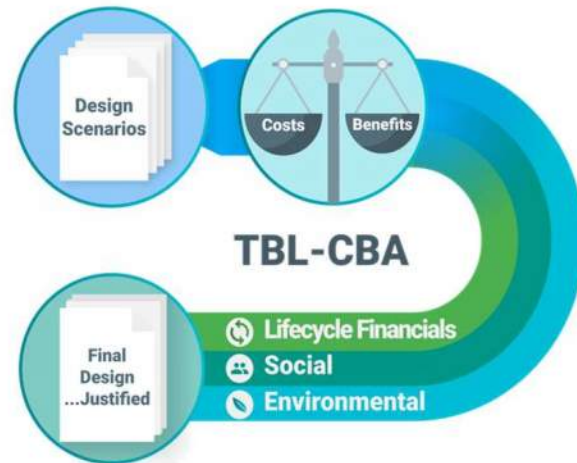 Design
Scenarios
Costs
Benefits
TBL-CBA
Lifecycle Financials
Social
Environmental
Final
Design
...Justified